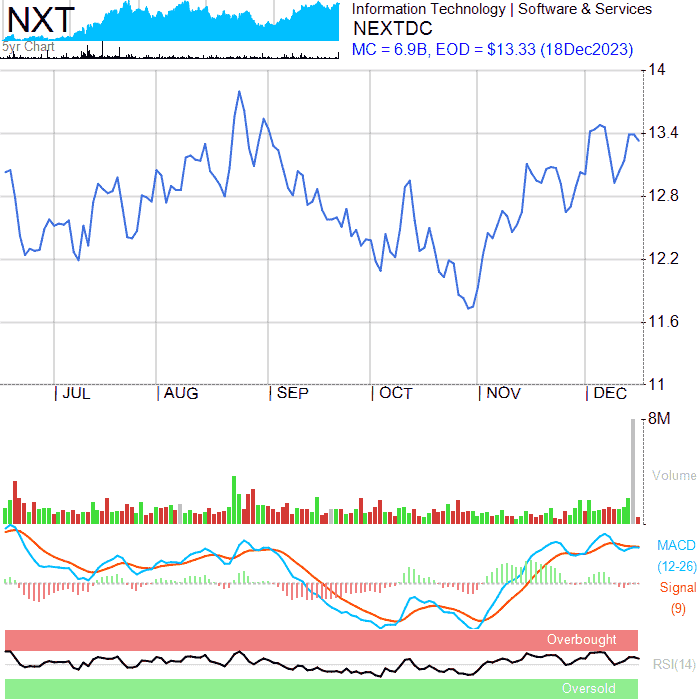 NXT
5yr Chart
Information Technology | Software & Services
NEXTDC
MC = 6.9B, EOD = $13.33 (18Dec2023)
14
13.4
12.8
12.2
11.6
11
JUL AUG SEP OCT NOV DEC
8M
Volume
MACD
(12-26)
Signal
(9)
Overbought
RSI(14)
Oversold